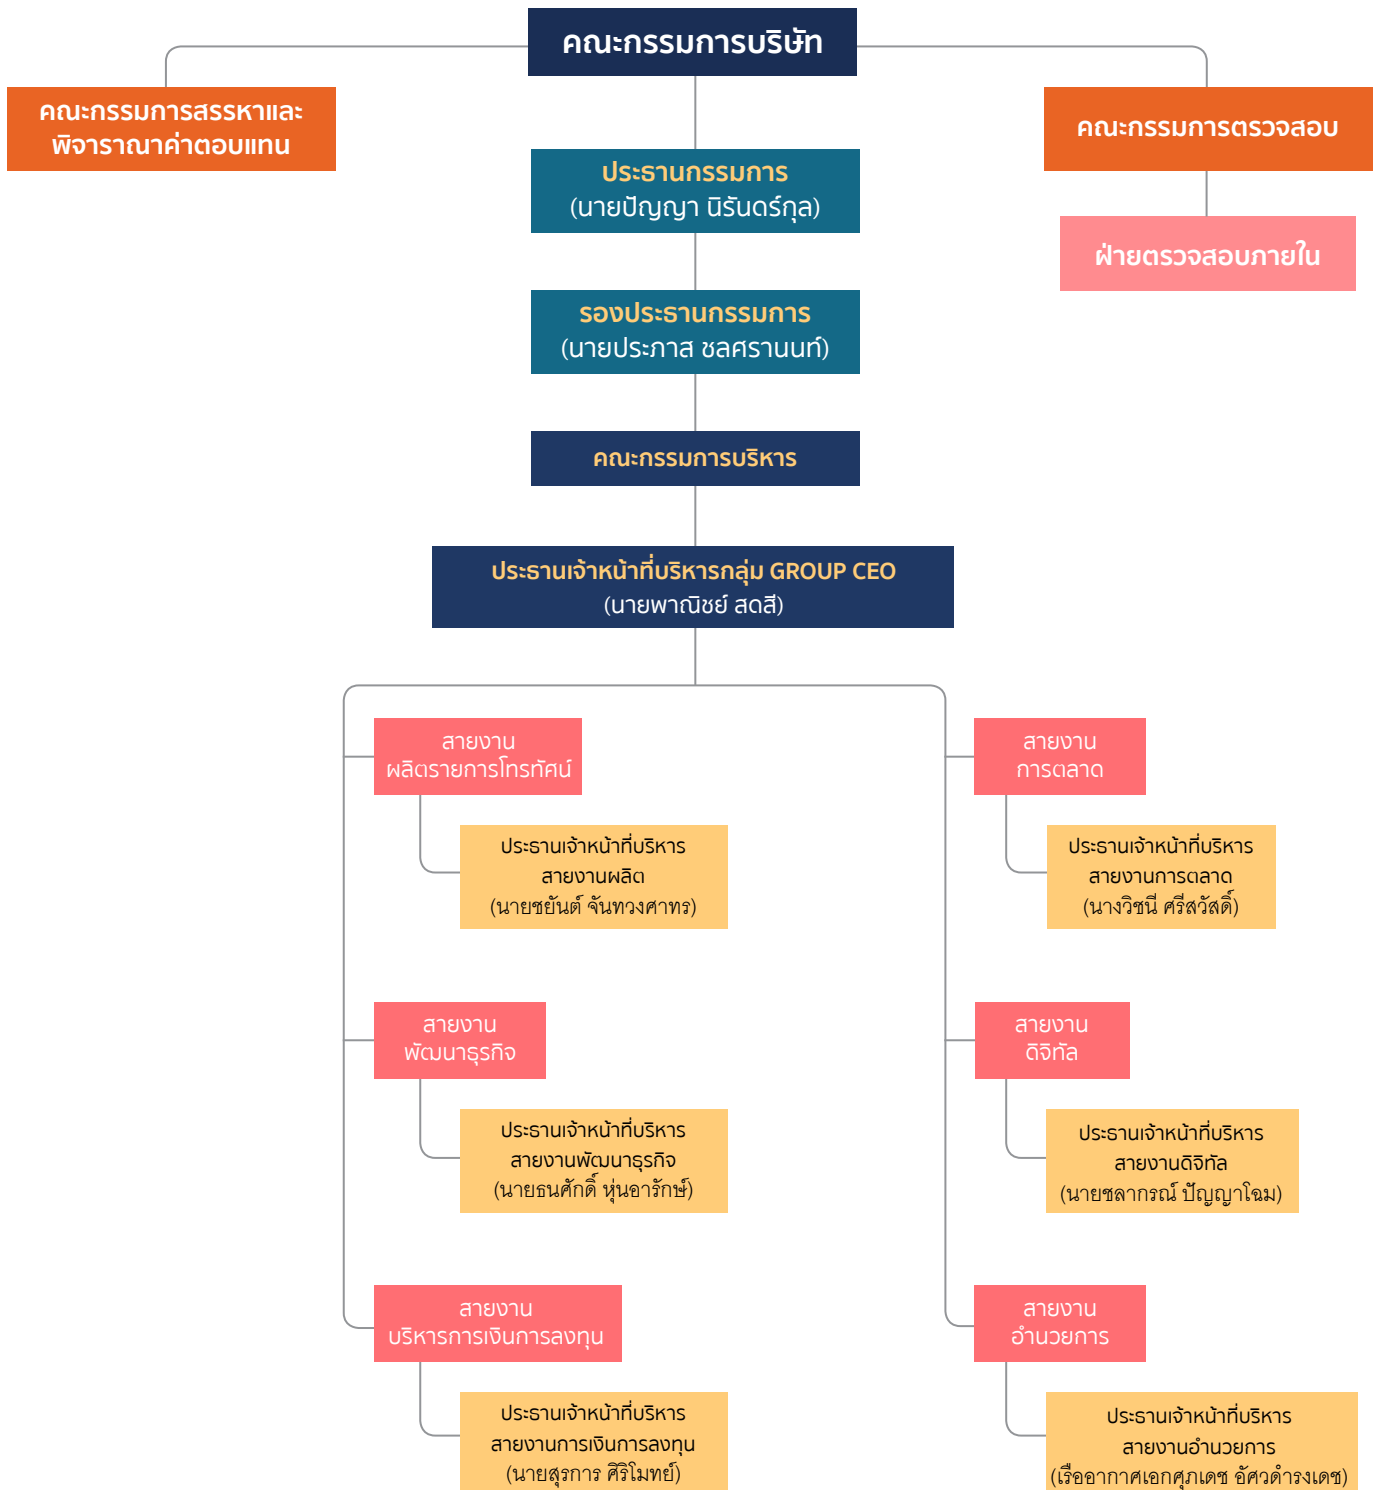 คณะกรรมการบริษัท
คณะกรรมการสรรหาและ
พิจารณาค่าตอบแทน
คณะกรรมการตรวจสอบ
ประธานกรรมการ
(นายปัญญา นิรันดร์กุล)
ฝ่ายตรวจสอบภายใน
รองประธานกรรมการ
(นายประภาส ชลศรานนท์)
คณะกรรมการบริหาร
ประธานเจ้าหน้าที่บริหารกลุ่ม GROUP CEO
(นายพาณิชย์ สดสี)
สายงาน
ผลิตรายการโทรทัศน์
ประธานเจ้าหน้าที่บริหาร
สายงานผลิต
(นายชยันต์ จันทวงศาทร)
สายงาน
การตลาด
ประธานเจ้าหน้าที่บริหาร
สายงานการตลาด
(นางวิชนี ศรีสวัสดิ์)
สายงาน
พัฒนาธุรกิจ
ประธานเจ้าหน้าที่บริหาร
สายงานพัฒนาธุรกิจ
(นายธนศักดิ์ หุ่นอารักษ์)
สายงาน
ดิจิทัล
ประธานเจ้าหน้าที่บริหาร
สายงานดิจิทัล
(นายชลากรณ์ ปัญญาโฉม)
สายงาน
บริหารการเงินการลงทุน
ประธานเจ้าหน้าที่บริหาร
สายงานการเงินการลงทุน
(นายสุรการ ศิริโมทย์)
สายงาน
อำนวยการ
ประธานเจ้าหน้าที่บริหาร
สายงานอำนวยการ
(เรืออากาศเอกศุภเดช อัศวดำรงเดช)